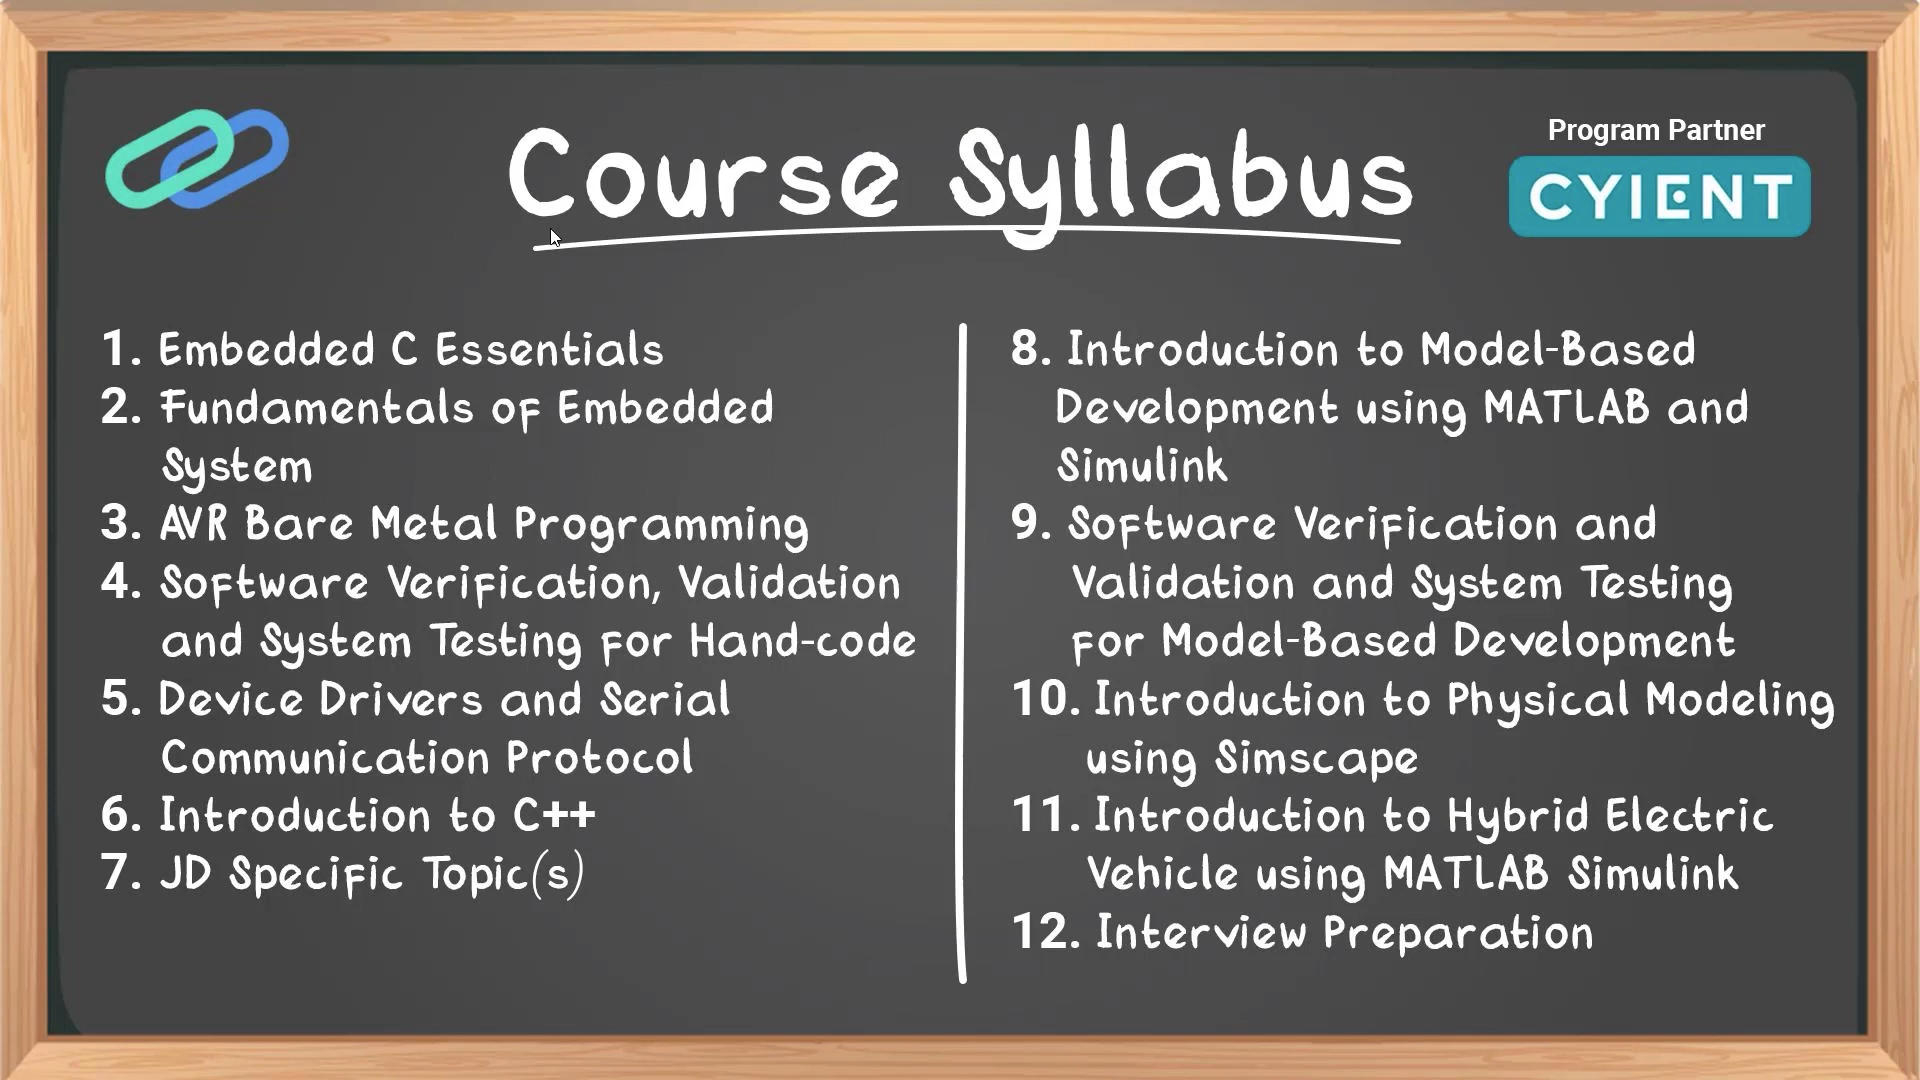 Course Syllabus
Program Partner
CYIENT
1. Embedded C Essentials
2. Fundamentals of Embedded
System
3. AVR Bare Metal Programming
4. Software Verification, Validation
and System Testing for Hand-code
5. Device Drivers and Serial
Communication Protocol
6. Introduction to C++
7. JD Specific Topic(s)
8. Introduction to Model-Based
Development using MATLAB and
Simulink
9. Software Verification and
Validation and System Testing
for Model-Based Development
10. Introduction to Physical Modeling
using Simscape
11. Introduction to Hybrid Electric
Vehicle using MATLAB Simulink
12. Interview Preparation